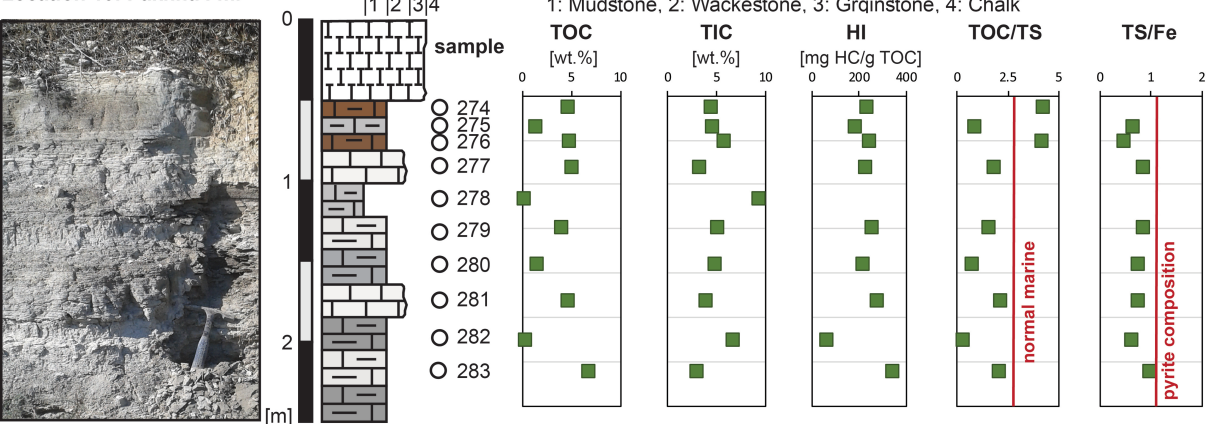 |1 |2 |3|4
1: Mudstone, 2: Wackestone, 3: Grqinstone, 4: Chalk
0
sample
TOC
[wt.%]
0 5 10
TIC
[wt.%]
0 5 10
HI
[mg HC/g TOC]
0 200 400
TOC/TS
0 2.5 5
TS/Fe
0 1 2
274
275
276
277
1
278
279
280
281
282
2
283
[m]
normal marine
pyrite composition